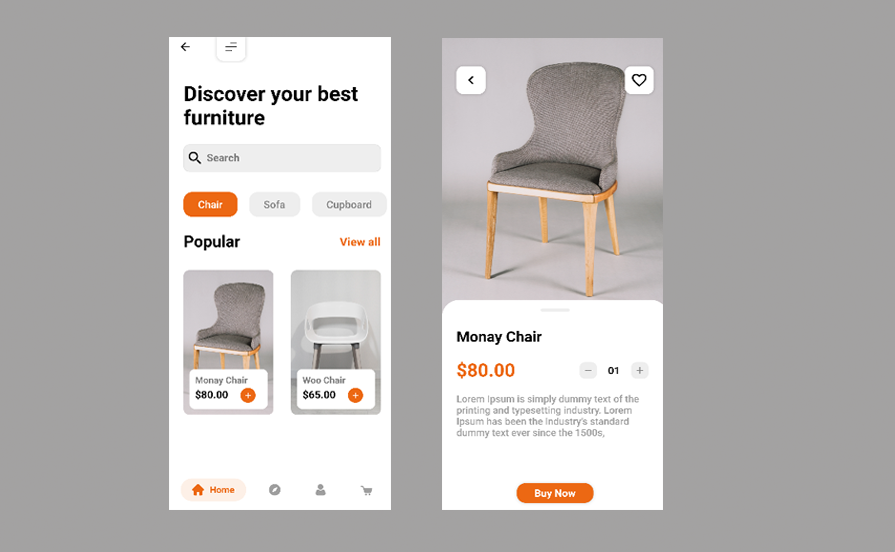 Discover your best
furniture
Search
Chair
Sofa
Cupboard
Popular
View all
Monay Chair
$80.00
+
Woo Chair
$65.00
+
Home
Monay Chair
$80.00
− 01 +
Lorem Ipsum is simply dummy text of the
printing and typesetting industry. Lorem
Ipsum has been the industry's standard
dummy text ever since the 1500s,
Buy Now